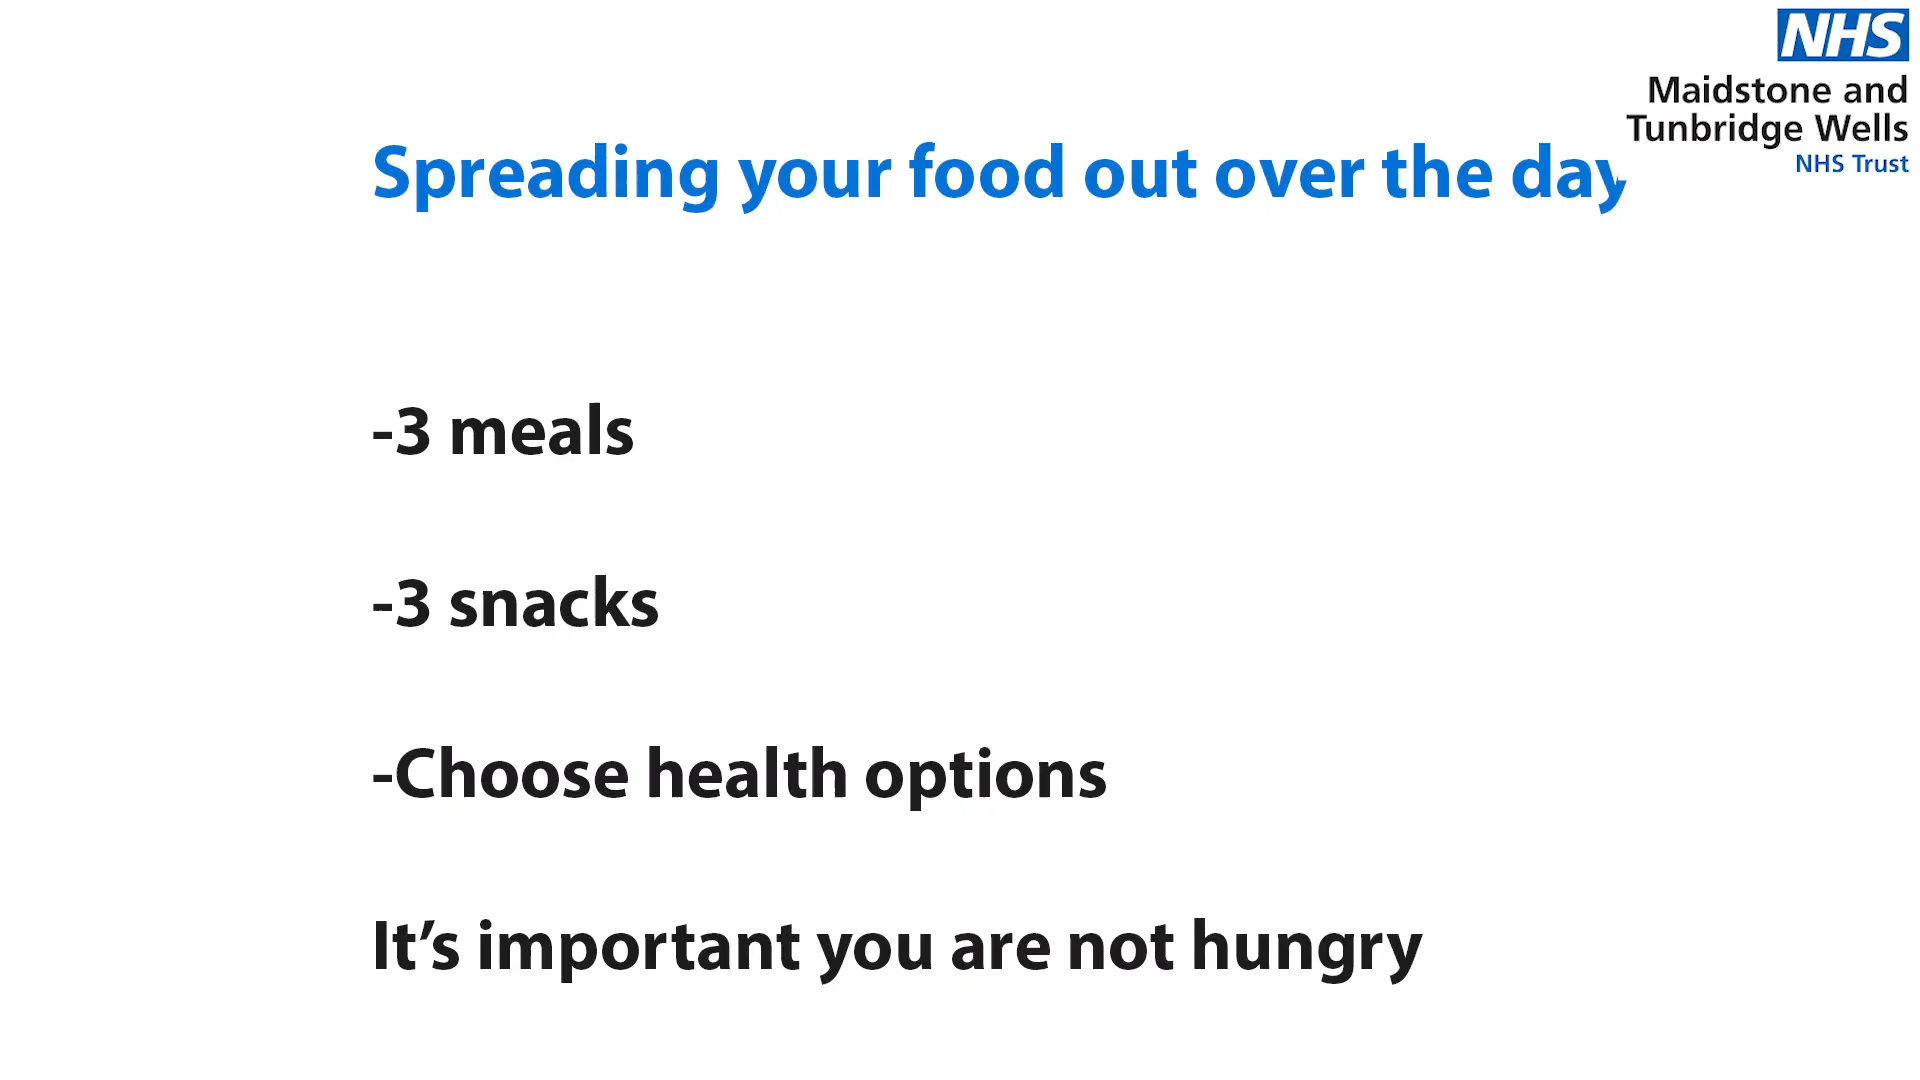 NHS
Maidstone and
Tunbridge Wells
NHS Trust
Spreading your food out over the day
-3 meals
-3 snacks
-Choose health options
It’s important you are not hungry